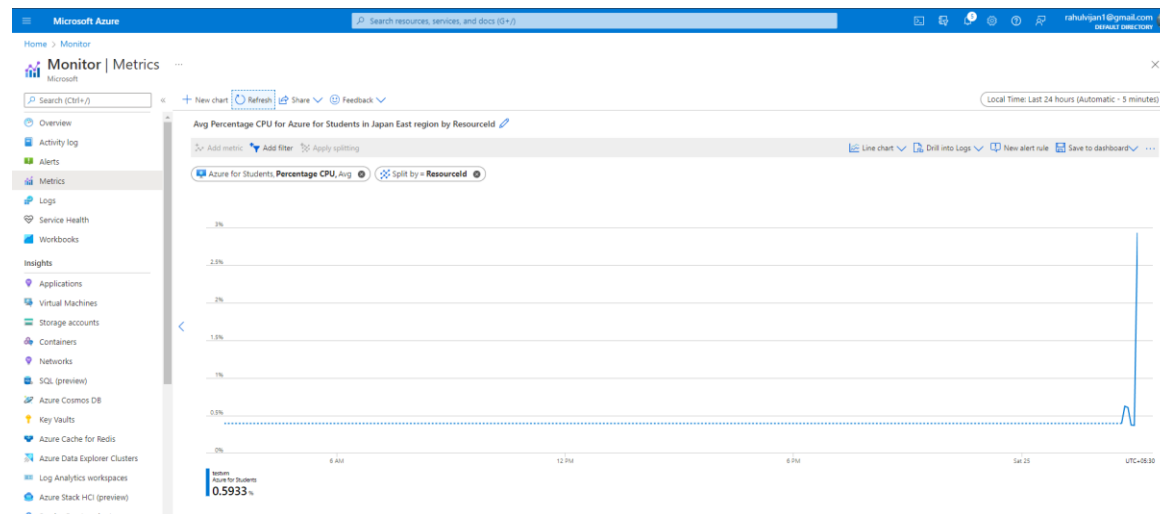 Microsoft Azure
Search resources, services, and docs (G+/)
1
rahulvijan1@gmail.com
DEFAULT DIRECTORY
Home > Monitor
Monitor | Metrics ...
Microsoft
Search (Ctrl+/)
Overview
Activity log
Alerts
Metrics
Logs
Service Health
Workbooks
Insights
Applications
Virtual Machines
Storage accounts
Containers
Networks
SQL (preview)
Azure Cosmos DB
Key Vaults
Azure Cache for Redis
Azure Data Explorer Clusters
Log Analytics workspaces
Azure Stack HCI (preview)
New chart Refresh Share Feedback
Local Time: Last 24 hours (Automatic - 5 minutes)
Avg Percentage CPU for Azure for Students in Japan East region by ResourceId
Add metric Add filter Apply splitting
Line chart Drill into Logs New alert rule Save to dashboard ...
Azure for Students, Percentage CPU, Avg
Split by = ResourceId
3%
2.5%
2%
1.5%
1%
0.5%
0%
6 AM 12 PM 6 PM Sat 25 UTC+05:30
Azure for Students
0.5933 %